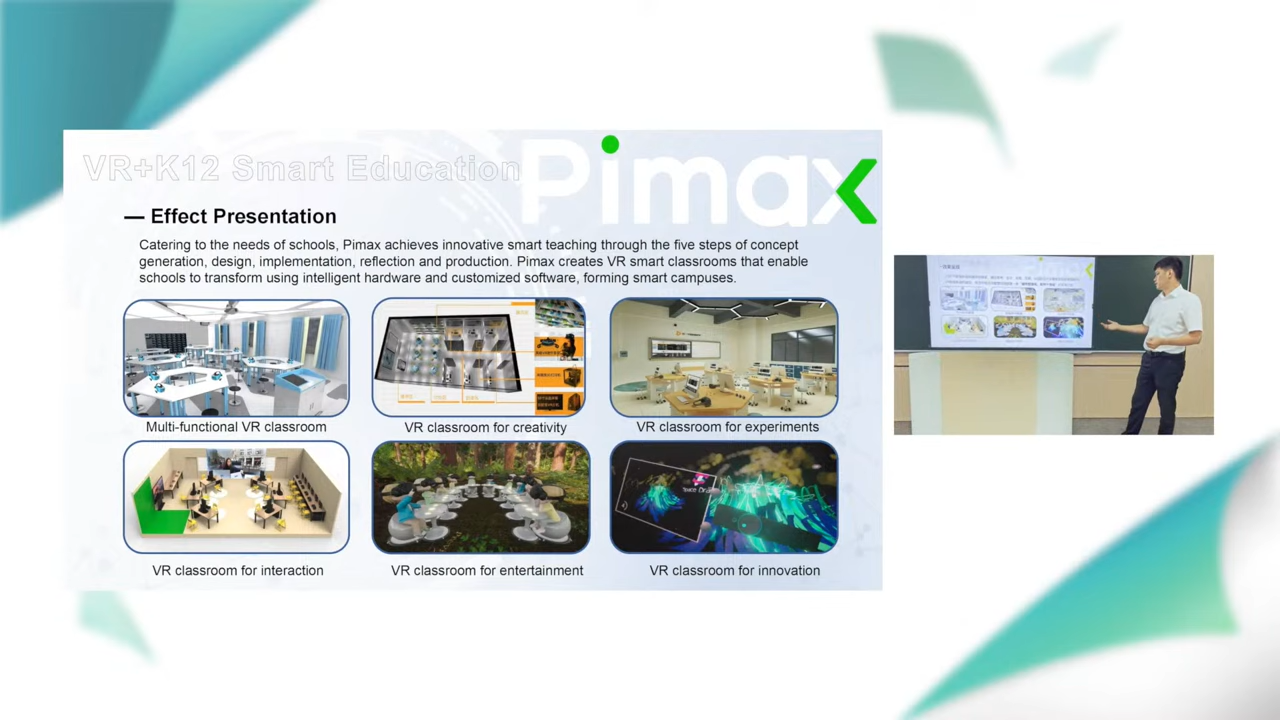 VR+K12 Smart Education
Pimax
— Effect Presentation
Catering to the needs of schools, Pimax achieves innovative smart teaching through the five steps of concept
generation, design, implementation, reflection and production. Pimax creates VR smart classrooms that enable
schools to transform using intelligent hardware and customized software, forming smart campuses.
Multi-functional VR classroom
VR classroom for creativity
VR classroom for experiments
VR classroom for interaction
VR classroom for entertainment
VR classroom for innovation